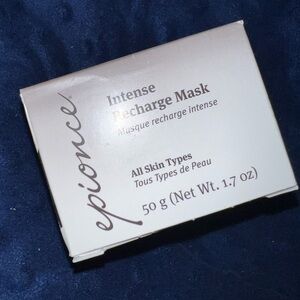 epionce
Intense
Recharge Mask
Masque recharge intense
All Skin Types
Tous Types de Peau
50 g (Net Wt. 1.7 oz)